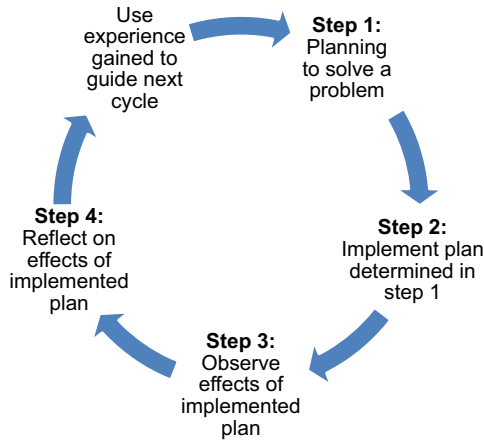 Use
experience
gained to
guide next
cycle
Step 1:
Planning
to solve a
problem
Step 2:
Implement plan
determined in
step 1
Step 3:
Observe
effects of
implemented
plan
Step 4:
Reflect on
effects of
implemented
plan